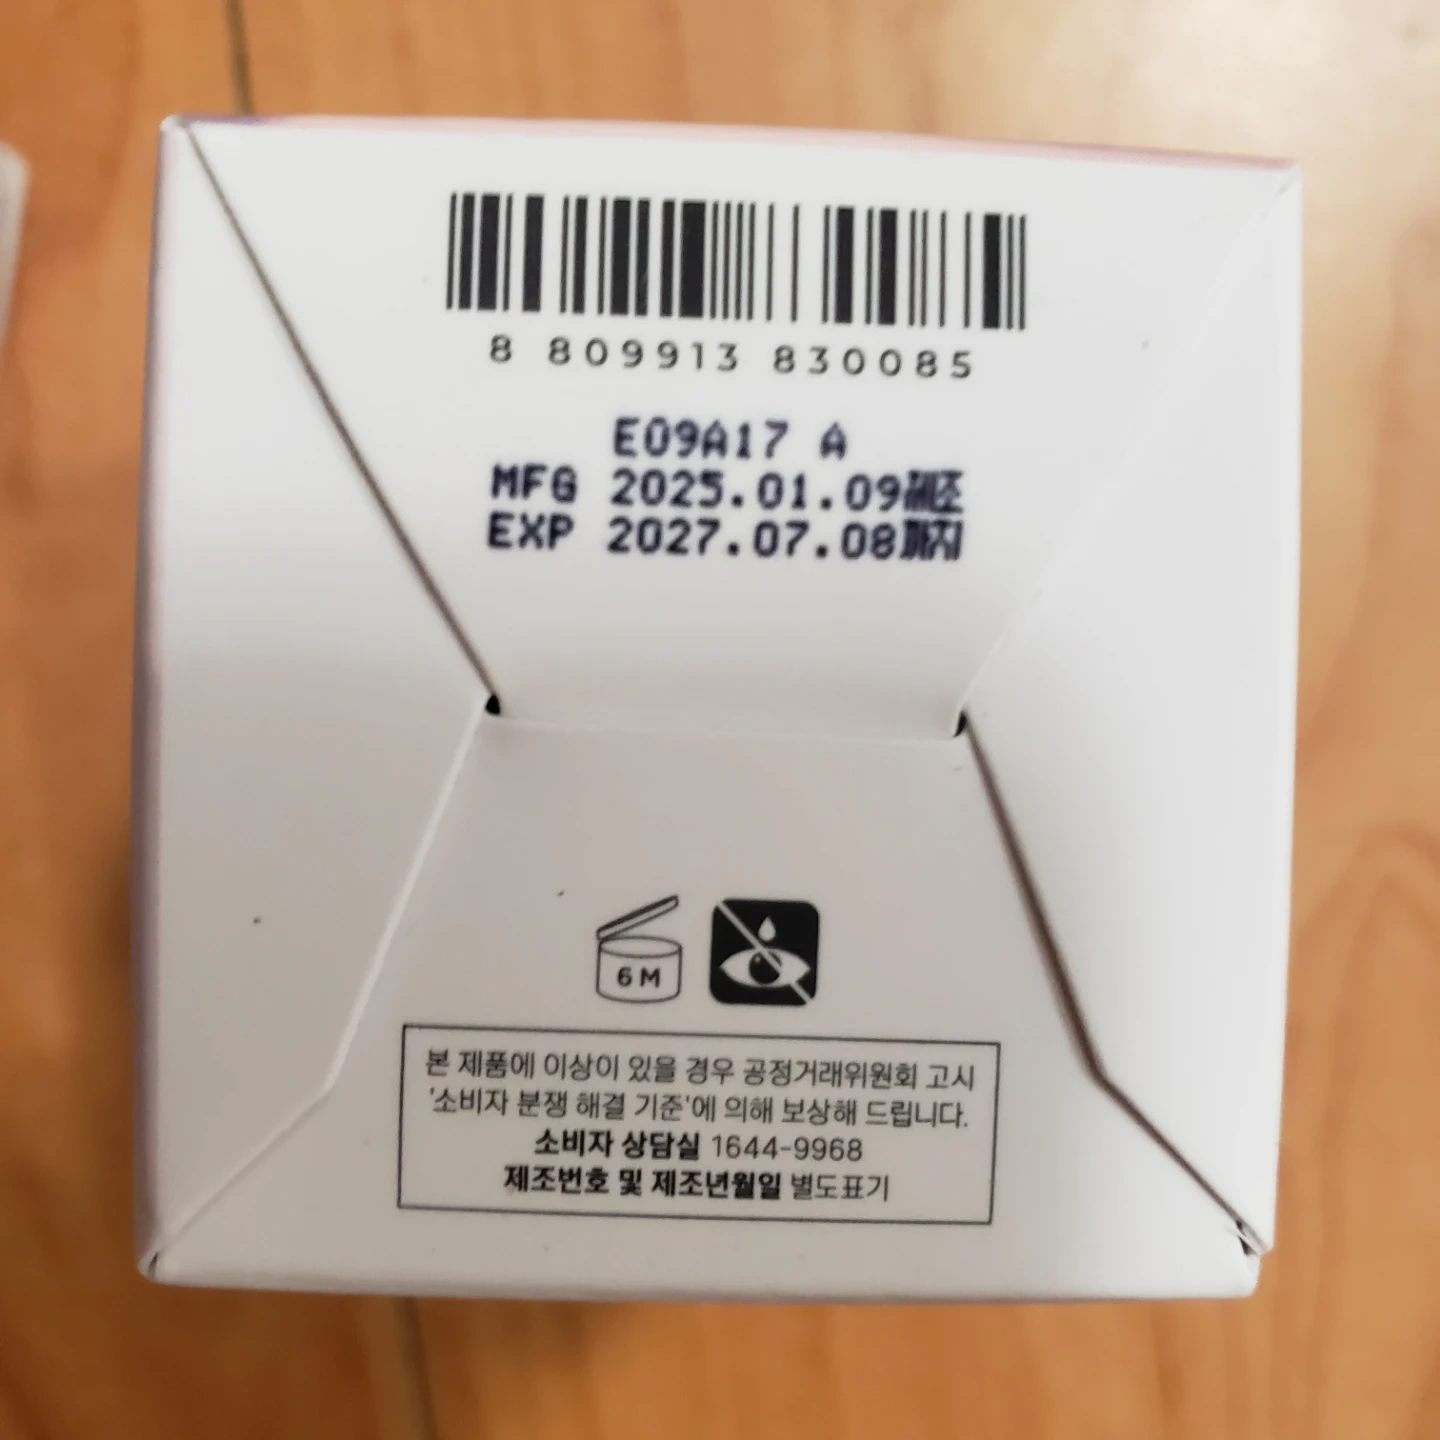 8 809913 830085
E09A17 A
MFG 2025.01.09제조
EXP 2027.07.08까지
6M
본 제품에 이상이 있을 경우 공정거래위원회 고시
'소비자 분쟁 해결 기준'에 의해 보상해 드립니다.
소비자 상담실 1644-9968
제조번호 및 제조년월일 별도표기